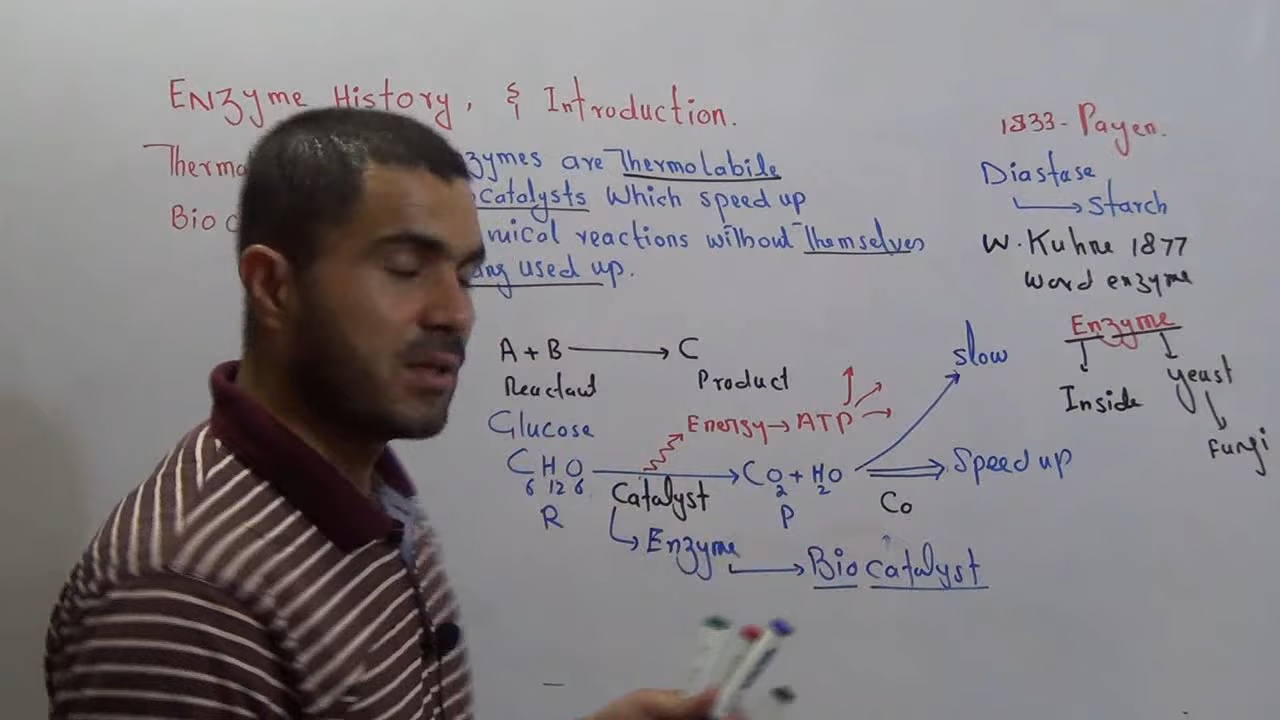 Enzyme History, & Introduction.
zymes are Thermolabile
catalysts Which speed up
mical reactions without Themselves
ing used up.
Thermo
Bio c
A + B → C
Reactant Product
Glucose
Energy → ATP
C6H12O6 → CO2 + H2O
Catalyst
R P
Enzyme → Bio catalyst
slow
Speed up
Co
1833 - Payen.
Diastase
→ Starch
W. Kuhne 1877
Word enzyme
Enzyme
Inside yeast
Fungi